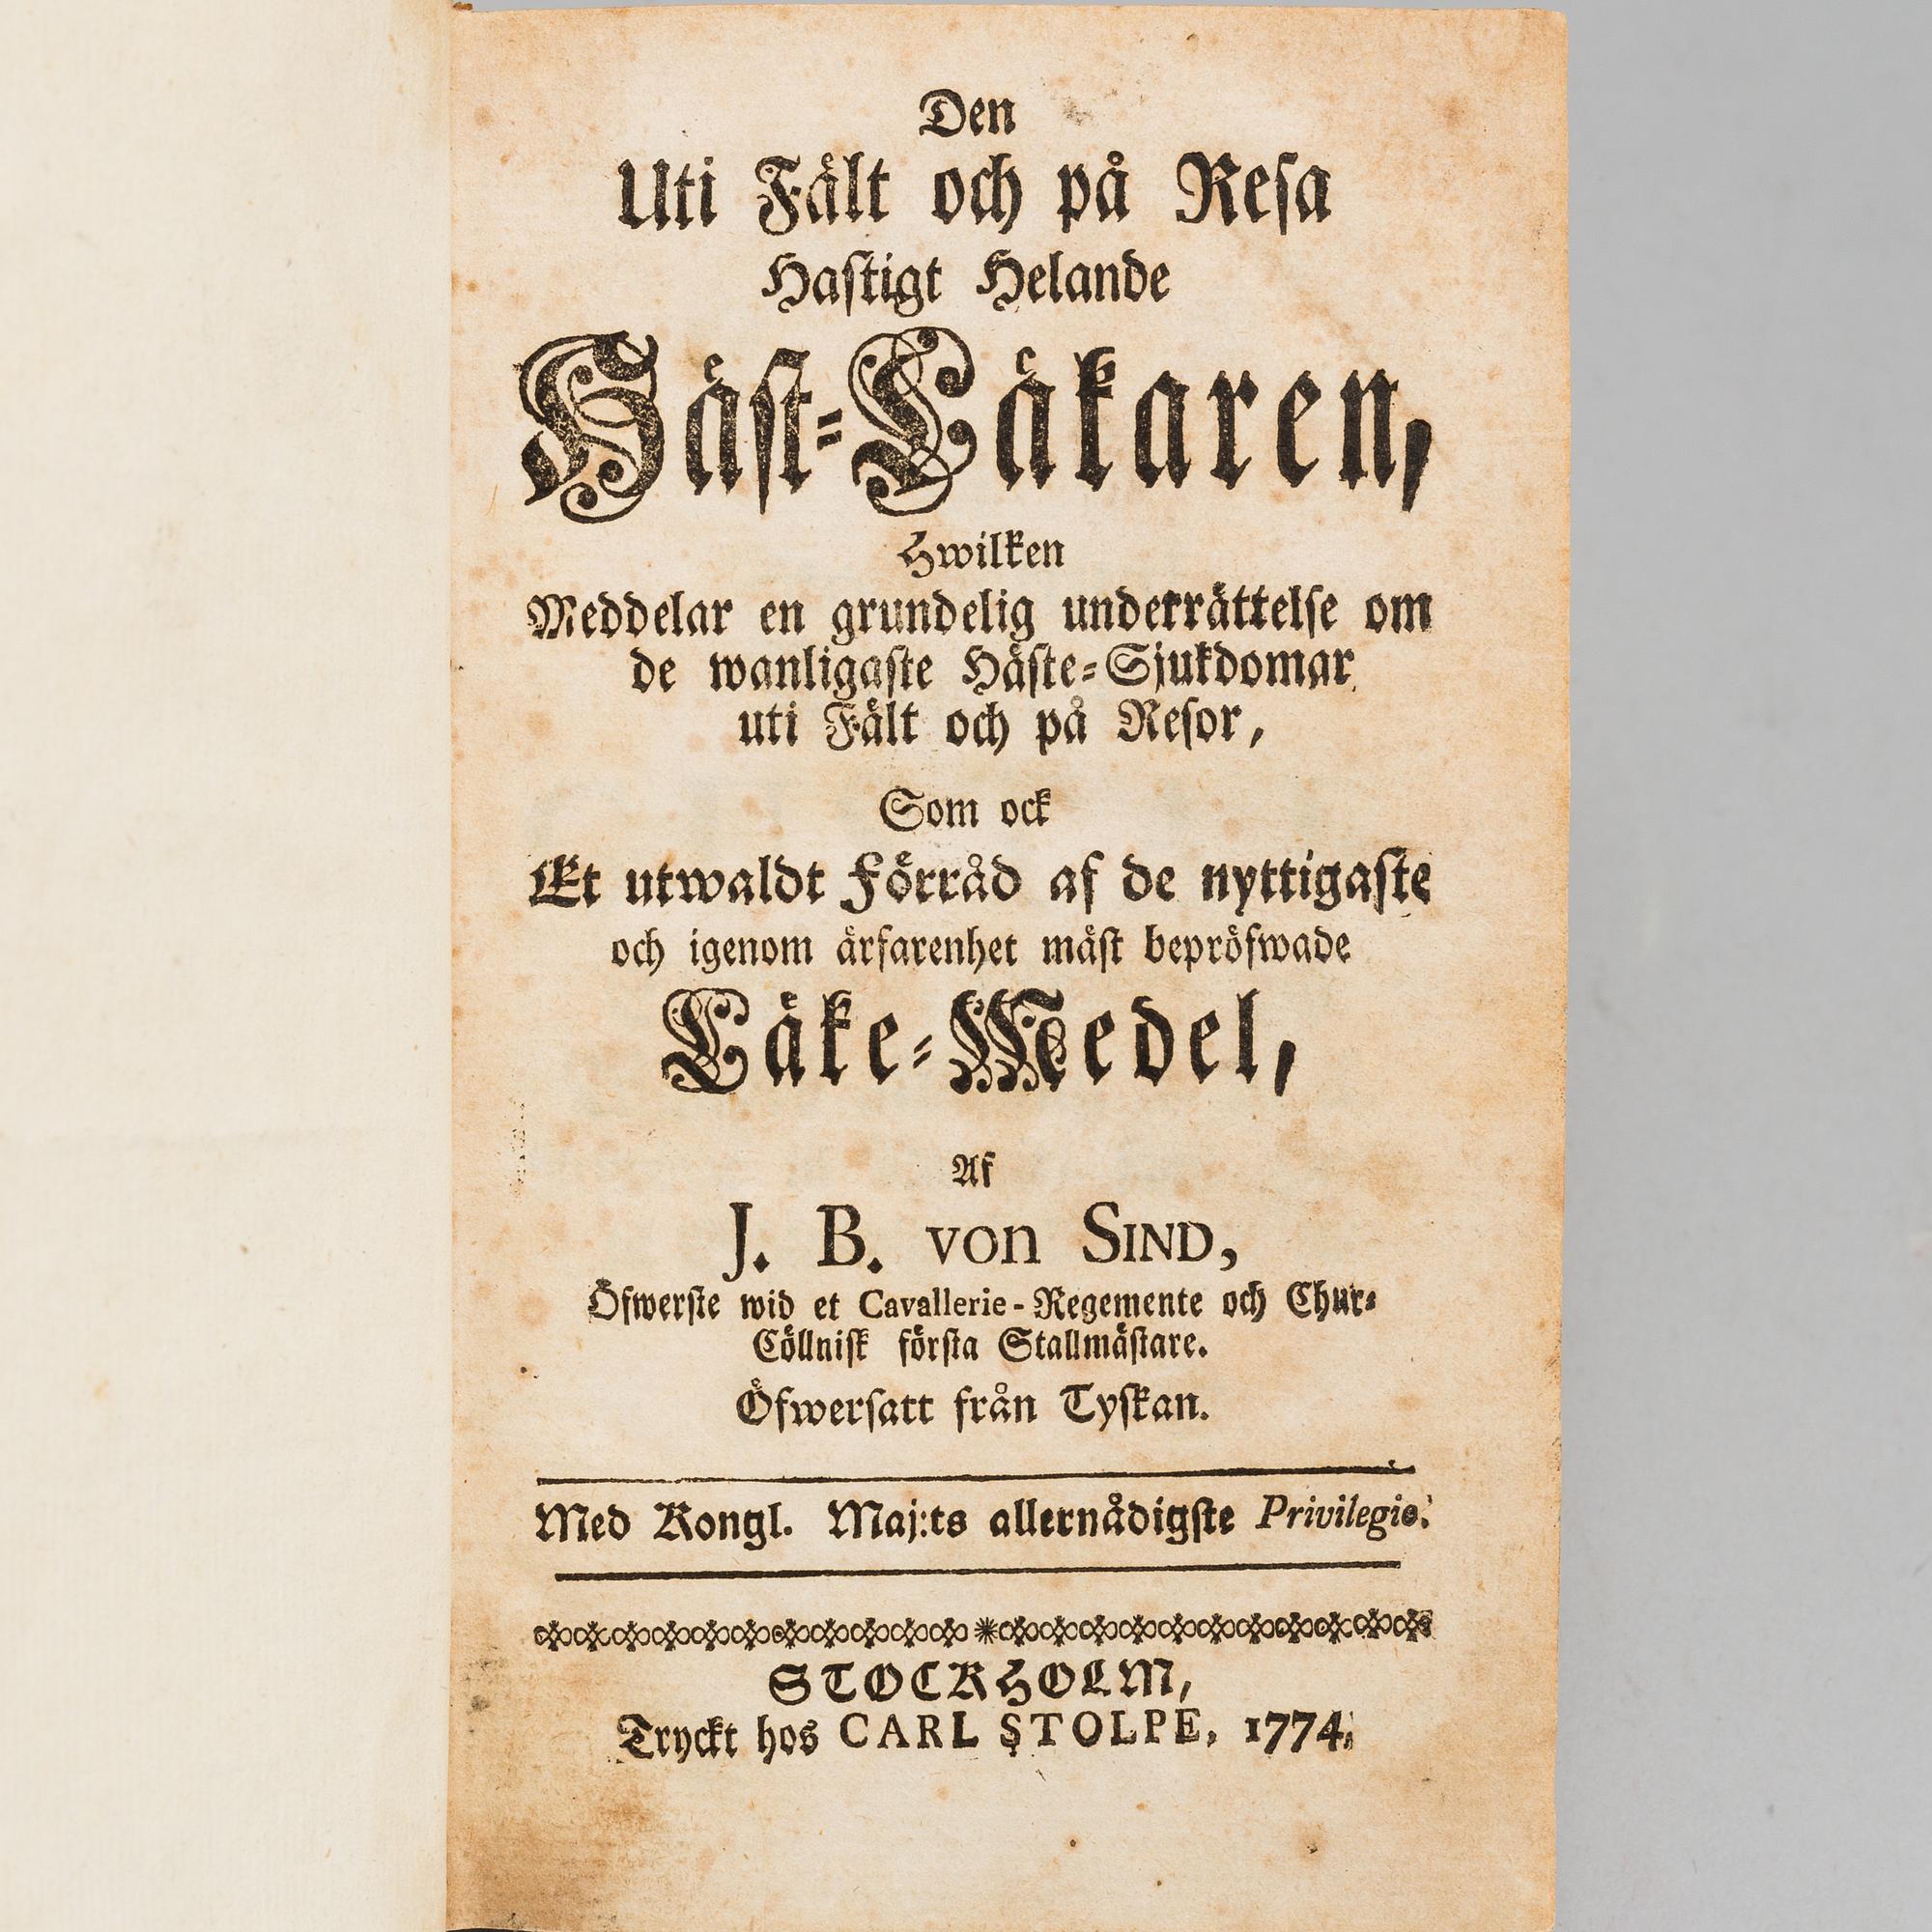 Den
Uti Fält och på Resa
Hastigt Helande
Häst-Läkaren,
Hwilken
Meddelar en grundelig underrättelse om
de wanligaste Häste-Sjukdomar
uti Fält och på Resor,
Som ock
Et utwaldt Förråd af de nyttigaste
och igenom ärfarenhet mäst bepröfwade
Läke-Medel,
Af
J. B. von SIND,
Öfwerste wid et Cavallerie-Regemente och Chur-
Cöllnisk första Stallmästare.
Öfwersatt från Tyskan.
Med Kongl. Maj:ts allernådigste Privilegio.
STOCKHOLM,
Tryckt hos CARL STOLPE, 1774.